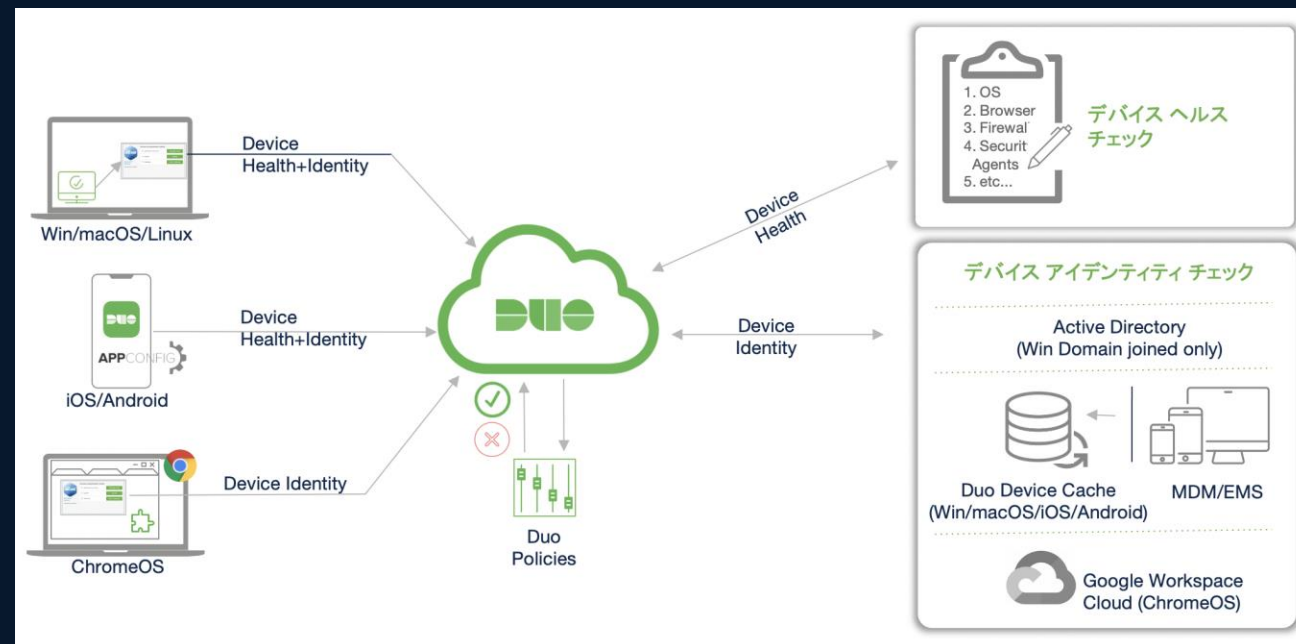 Device
Health+Identity
Win/macOS/Linux
DUO
APPCONFIG
iOS/Android
Device
Health+Identity
Device Identity
ChromeOS
DUO
Duo
Policies
Device
Health
Device
Identity
1. OS
2. Browser
3. Firewal
4. Securit
Agents
5. etc...
デバイス ヘルス
チェック
デバイス アイデンティティ チェック
Active Directory
(Win Domain joined only)
Duo Device Cache
(Win/macOS/iOS/Android)
MDM/EMS
Google Workspace
Cloud (ChromeOS)